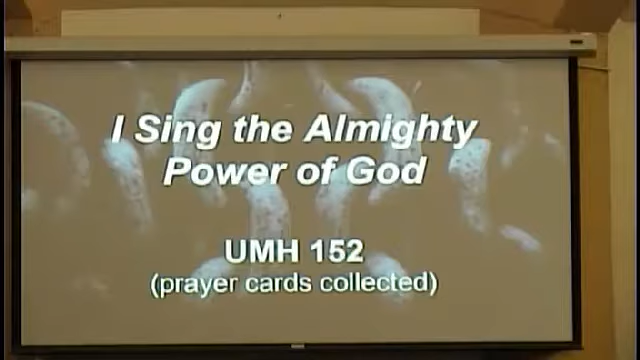 I Sing the Almighty
Power of God
UMH 152
(prayer cards collected)